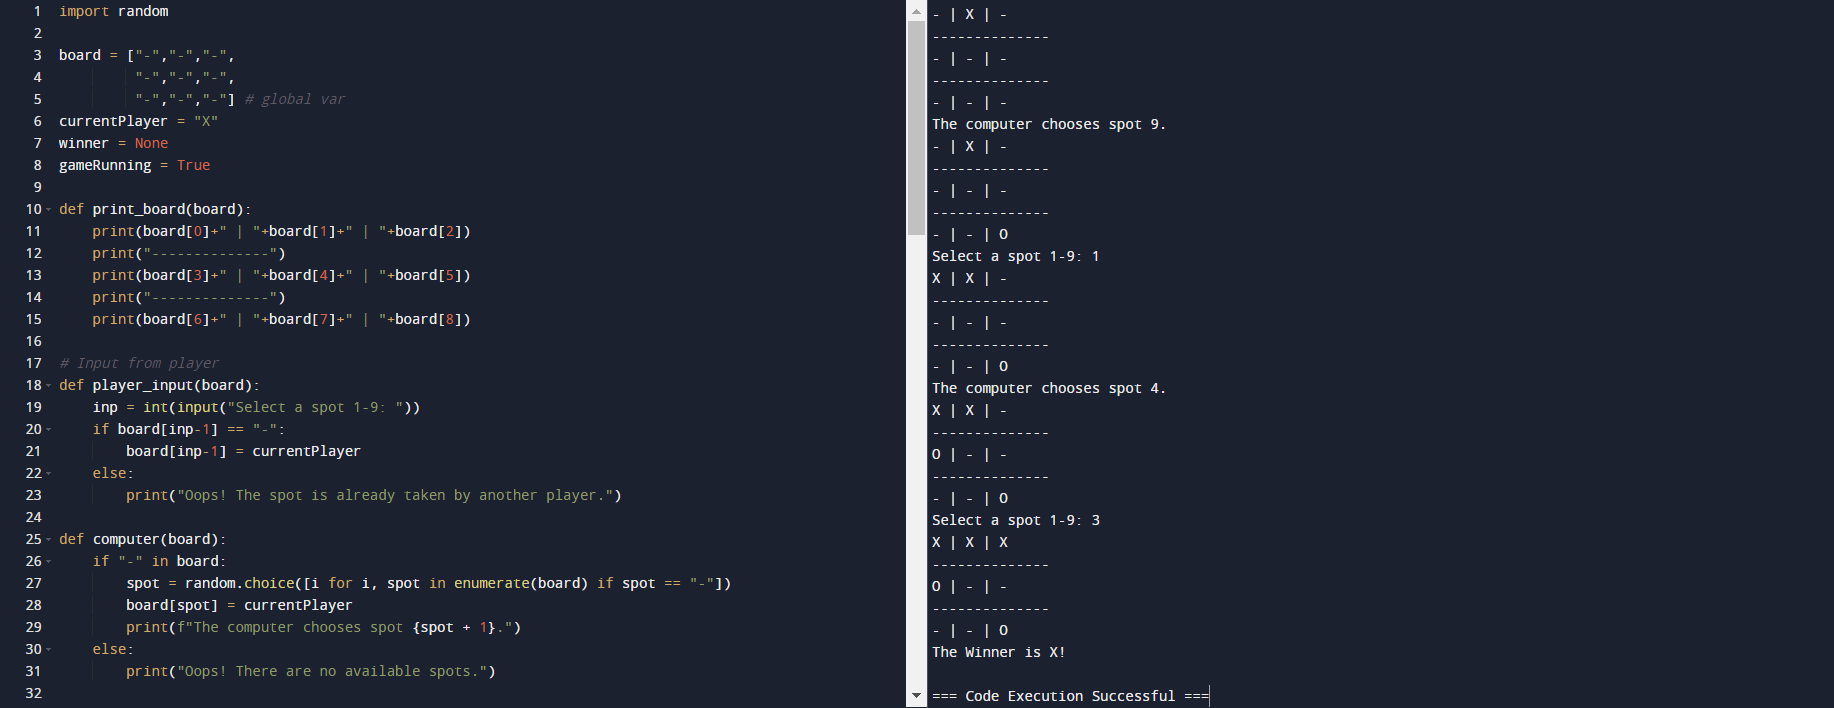 1 import random
2
3 board = ["-","-","-",
4          "-","-","-",
5          "-","-","-"] # global var
6 currentPlayer = "X"
7 winner = None
8 gameRunning = True
9
10 def print_board(board):
11     print(board[0]+" | "+board[1]+" | "+board[2])
12     print("--------------")
13     print(board[3]+" | "+board[4]+" | "+board[5])
14     print("--------------")
15     print(board[6]+" | "+board[7]+" | "+board[8])
16
17 # Input from player
18 def player_input(board):
19     inp = int(input("Select a spot 1-9: "))
20     if board[inp-1] == "-":
21         board[inp-1] = currentPlayer
22     else:
23         print("Oops! The spot is already taken by another player.")
24
25 def computer(board):
26     if "-" in board:
27         spot = random.choice([i for i, spot in enumerate(board) if spot == "-"])
28         board[spot] = currentPlayer
29         print(f"The computer chooses spot {spot + 1}.")
30     else:
31         print("Oops! There are no available spots.")
32
- | X | -
--------------
- | - | -
--------------
- | - | -
The computer chooses spot 9.
- | X | -
--------------
- | - | -
--------------
- | - | O
Select a spot 1-9: 1
X | X | -
--------------
- | - | -
--------------
- | - | O
The computer chooses spot 4.
X | X | -
--------------
O | - | -
--------------
- | - | O
Select a spot 1-9: 3
X | X | X
--------------
O | - | -
--------------
- | - | O
The Winner is X!
=== Code Execution Successful ===